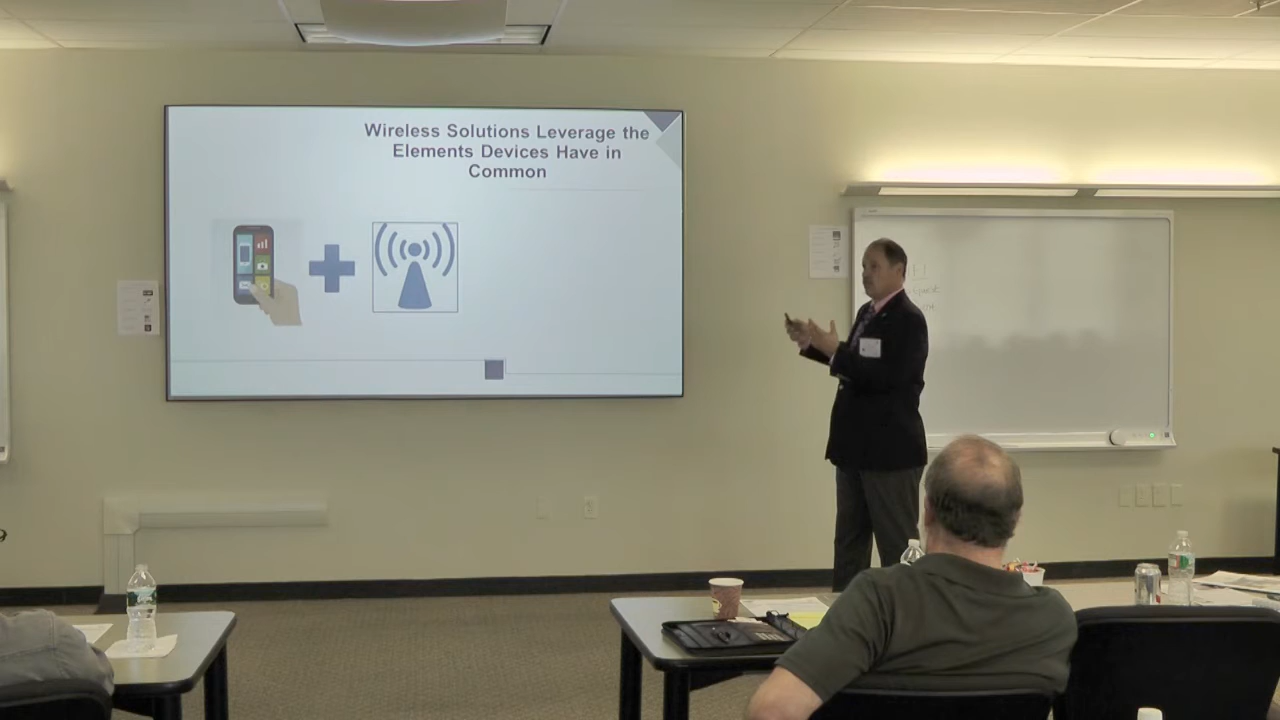 Wireless Solutions Leverage the
Elements Devices Have in
Common